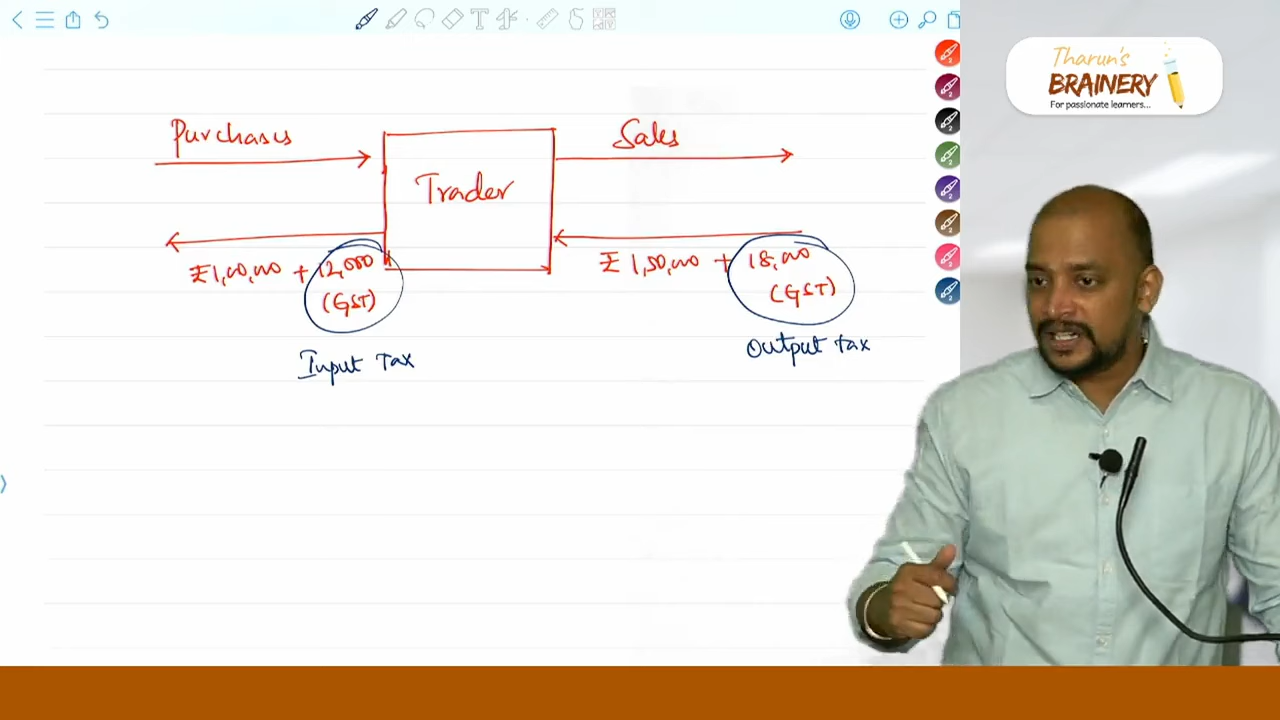 Tharun's
BRAINERY
For passionate learners...
Purchases
Sales
Trader
₹1,00,000 + 12,000
(GST)
₹ 1,50,000 + 18,000
(GST)
Input Tax
Output tax